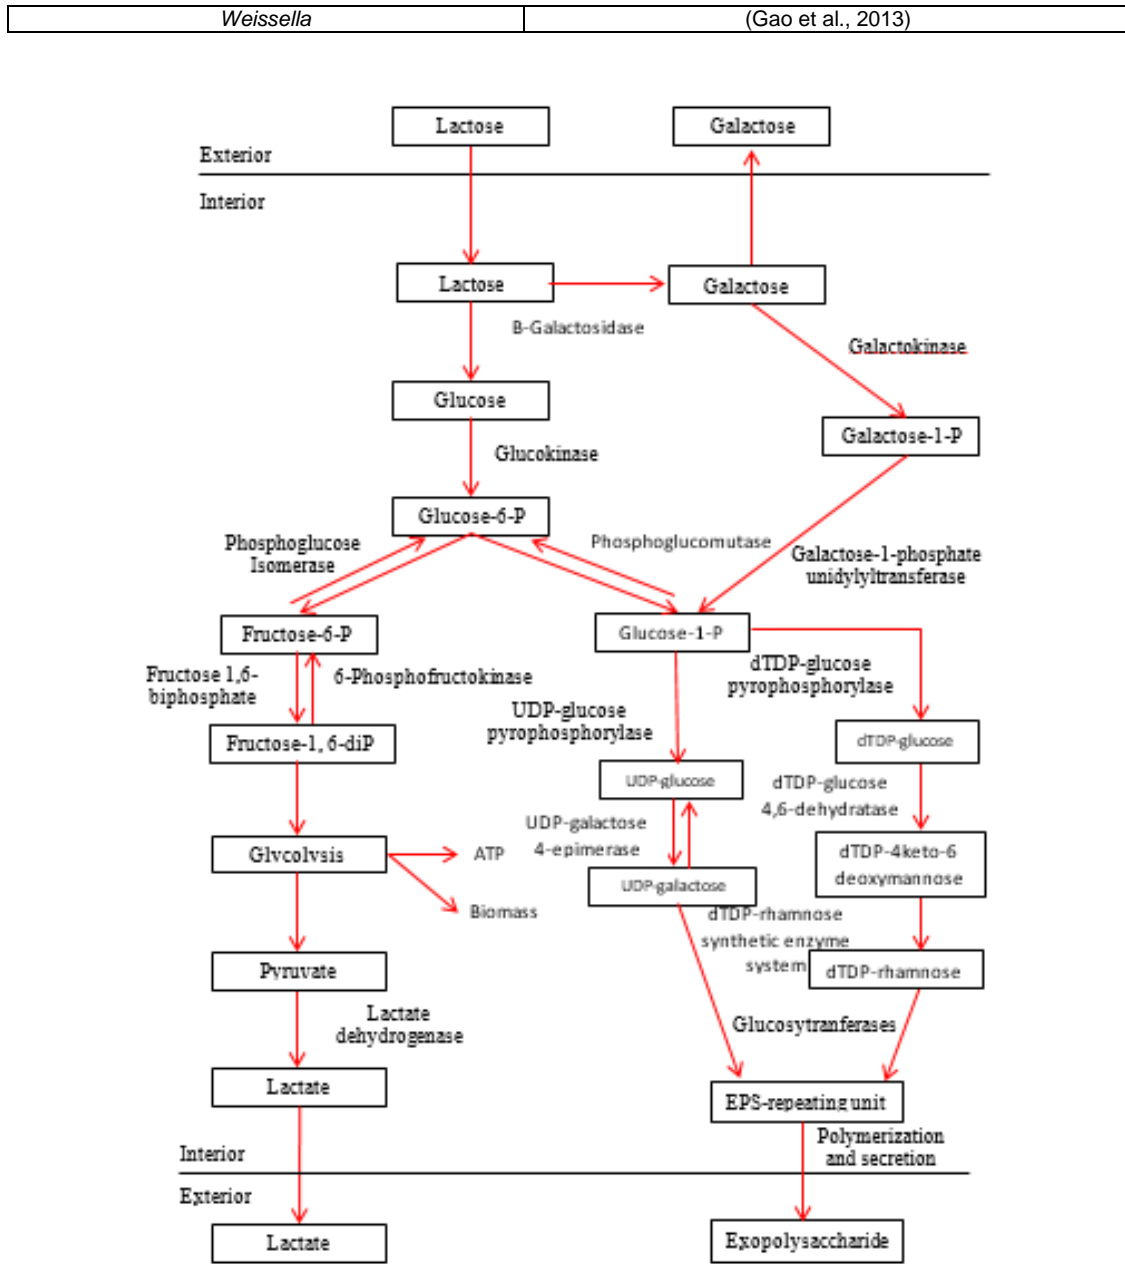 Weissella (Gao et al., 2013)
Lactose Galactose
Exterior
Interior
Lactose Galactose
B-Galactosidase
Galactokinase
Glucose
Galactose-1-P
Glucokinase
Glucose-6-P
Phosphoglucose
Isomerase
Phosphoglucomutase
Galactose-1-phosphate
unidylyltransferase
Fructose-6-P Glucose-1-P
Fructose 1,6-
biphosphate
6-Phosphofructokinase
dTDP-glucose
pyrophosphorylase
UDP-glucose
pyrophosphorylase
Fructose-1, 6-diP dTDP-glucose
UDP-glucose
dTDP-glucose
4,6-dehydratase
UDP-galactose
4-epimerase
Glycolysis ATP
dTDP-4keto-6
deoxymannose
UDP-galactose
Biomass
dTDP-rhamnose
synthetic enzyme
system
Pyruvate dTDP-rhamnose
Lactate
dehydrogenase
Glucosytranferases
Lactate EPS-repeating unit
Polymerization
and secretion
Interior
Exterior
Lactate Exopolysaccharide